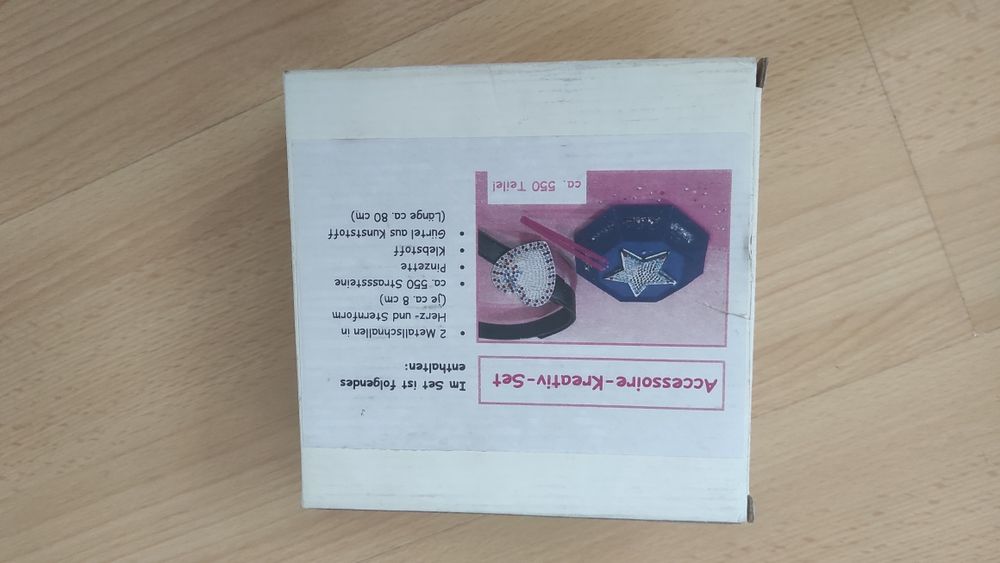 Accessoire-Kreativ-Set
ca. 550 Teile!
Im Set ist folgendes
enthalten:
• 2 Metallschnallen in
Herz- und Sternform
(je ca. 8 cm)
• ca. 550 Strasssteine
• Pinzette
• Klebstoff
• Gürtel aus Kunststoff
(Länge ca. 80 cm)